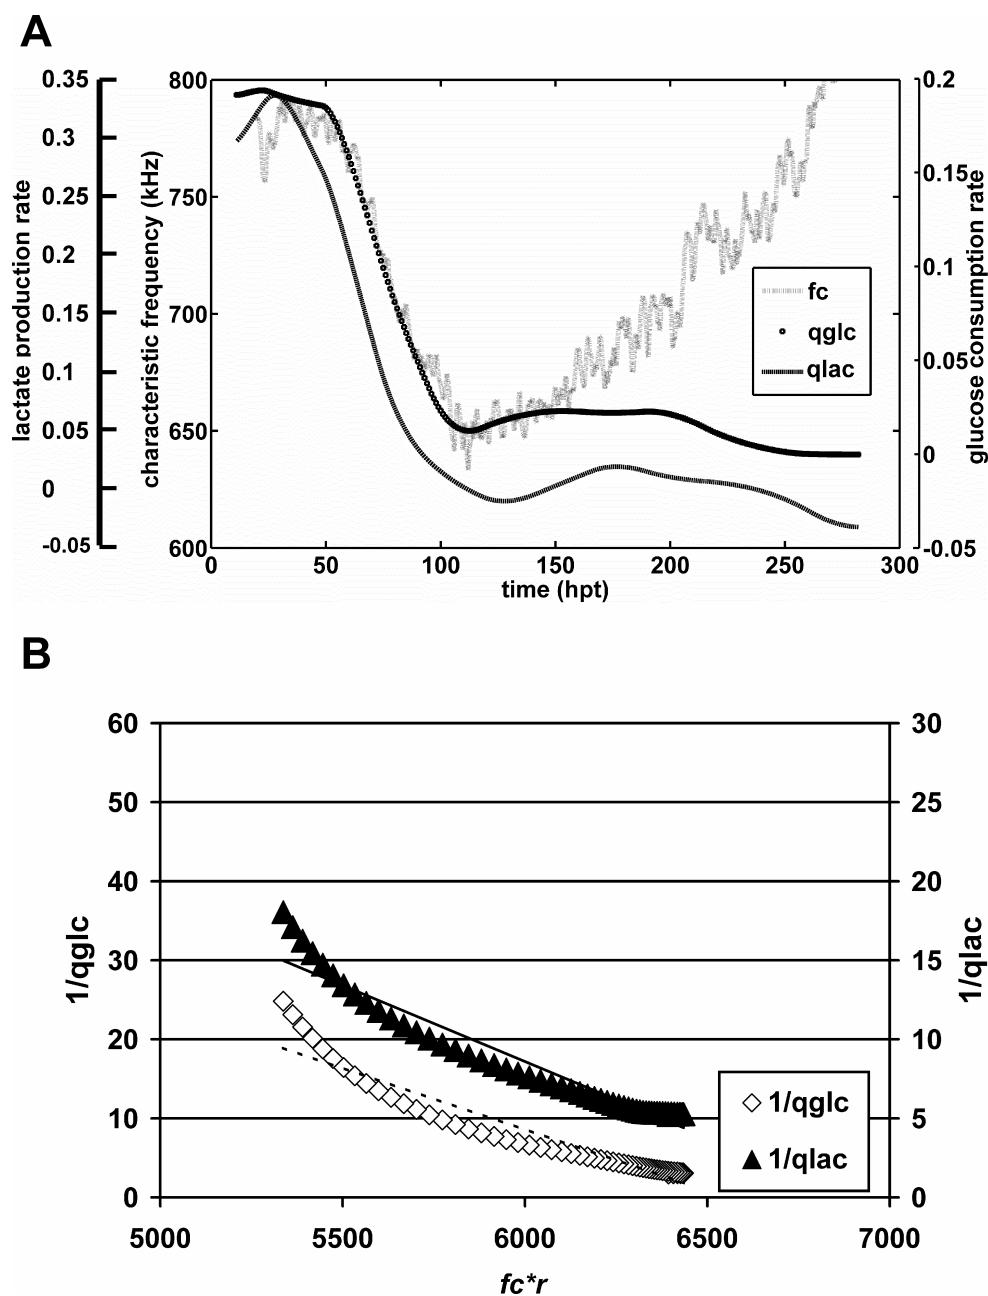 A
0.35
0.3
0.25
0.2
0.15
0.1
0.05
0
-0.05
lactate production rate
800
750
700
650
600
characteristic frequency (kHz)
0.2
0.15
0.1
0.05
0
-0.05
glucose consumption rate
fc
qglc
qlac
0 50 100 150 200 250 300
time (hpt)
B
60
50
40
30
20
10
0
1/qglc
30
25
20
15
10
5
0
1/qlac
1/qglc
1/qlac
5000 5500 6000 6500 7000
fc*r